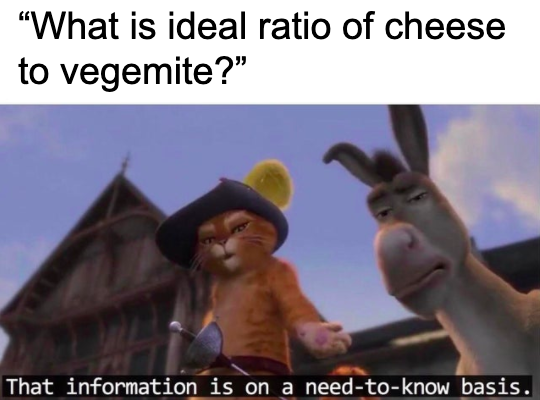 “What is ideal ratio of cheese
to vegemite?”
That information is on a need-to-know basis.